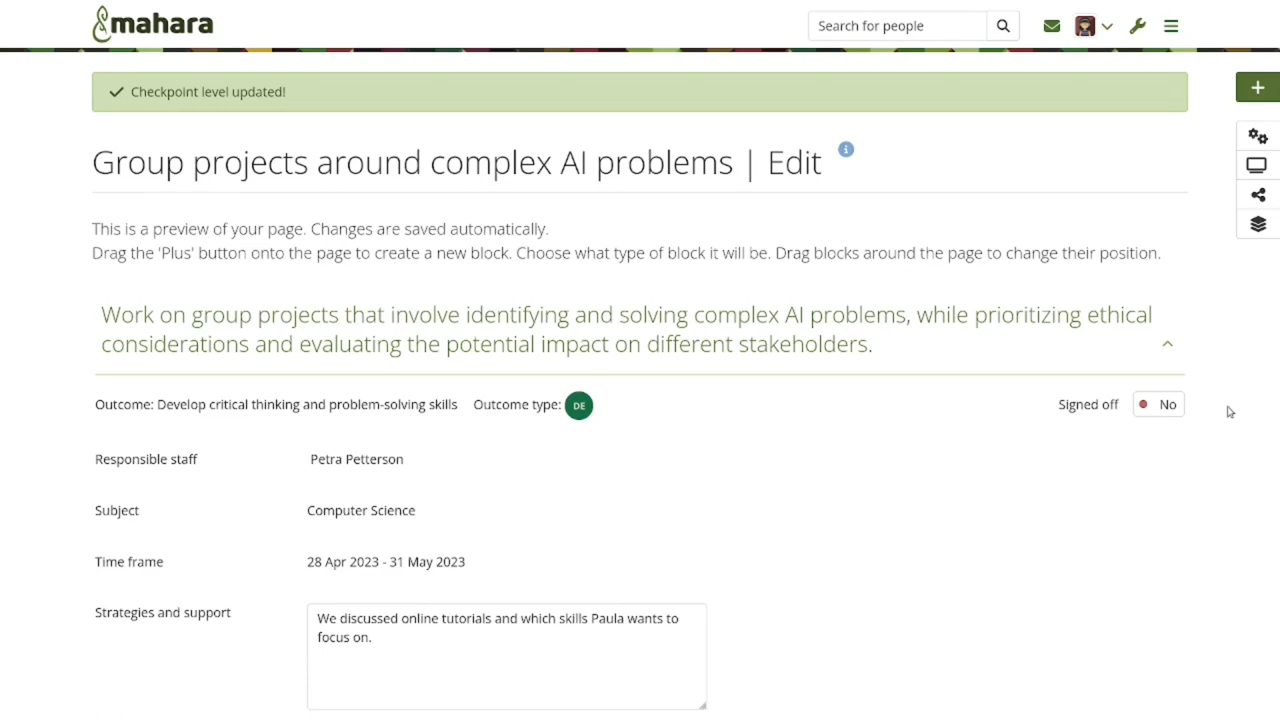 mahara
Search for people
Checkpoint level updated!
Group projects around complex AI problems | Edit
This is a preview of your page. Changes are saved automatically.
Drag the 'Plus' button onto the page to create a new block. Choose what type of block it will be. Drag blocks around the page to change their position.
Work on group projects that involve identifying and solving complex AI problems, while prioritizing ethical
considerations and evaluating the potential impact on different stakeholders.
Outcome: Develop critical thinking and problem-solving skills Outcome type: DE Signed off No
Responsible staff Petra Petterson
Subject Computer Science
Time frame 28 Apr 2023 - 31 May 2023
Strategies and support We discussed online tutorials and which skills Paula wants to
focus on.